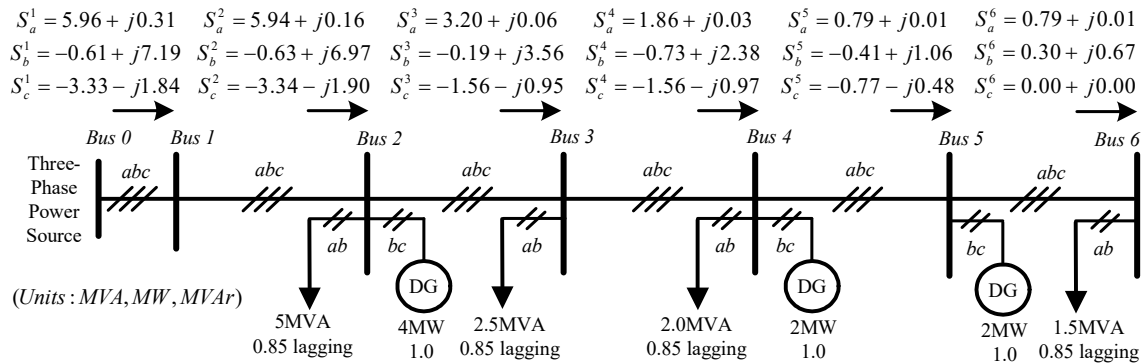 S_a^1 = 5.96 + j0.31 S_a^2 = 5.94 + j0.16 S_a^3 = 3.20 + j0.06 S_a^4 = 1.86 + j0.03 S_a^5 = 0.79 + j0.01 S_a^6 = 0.79 + j0.01
S_b^1 = −0.61 + j7.19 S_b^2 = −0.63 + j6.97 S_b^3 = −0.19 + j3.56 S_b^4 = −0.73 + j2.38 S_b^5 = −0.41 + j1.06 S_b^6 = 0.30 + j0.67
S_c^1 = −3.33 − j1.84 S_c^2 = −3.34 − j1.90 S_c^3 = −1.56 − j0.95 S_c^4 = −1.56 − j0.97 S_c^5 = −0.77 − j0.48 S_c^6 = 0.00 + j0.00
Bus 0 Bus 1 Bus 2 Bus 3 Bus 4 Bus 5 Bus 6
Three-
Phase
Power
Source
abc abc abc abc abc abc
ab bc ab ab bc bc ab
DG DG DG
(Units : MVA, MW, MVAr)
5MVA 4MW 2.5MVA 2.0MVA 2MW 2MW 1.5MVA
0.85 lagging 1.0 0.85 lagging 0.85 lagging 1.0 1.0 0.85 lagging